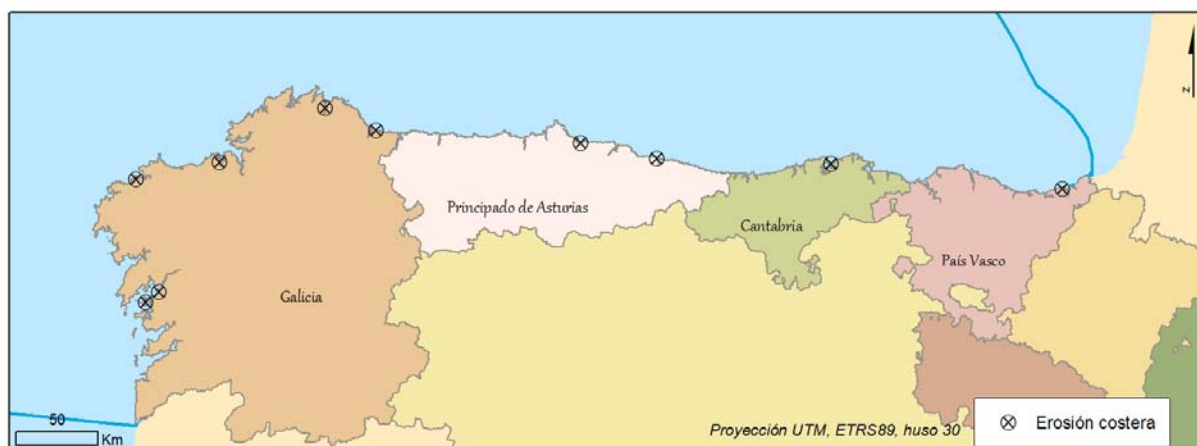 z
Principado de Asturias
Cantabria
País Vasco
Galicia
50
Km
Proyección UTM, ETRS89, huso 30
Erosión costera